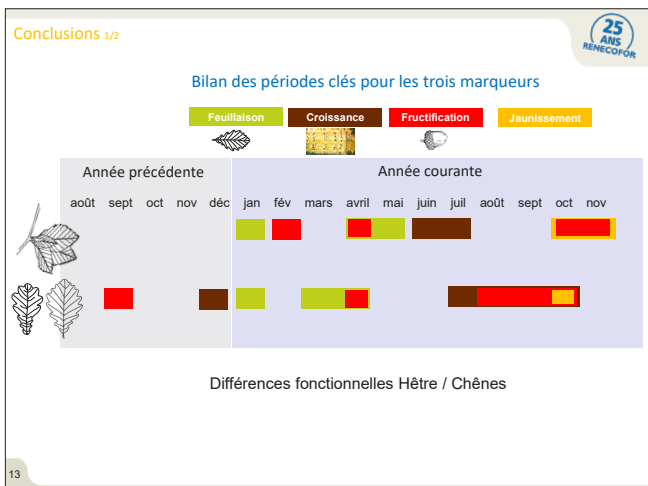 Conclusions 1/2
25
ANS
RENECOFOR
Bilan des périodes clés pour les trois marqueurs
Feuillaison Croissance Fructification Jaunissement
Année précédente Année courante
août sept oct nov déc jan fév mars avril mai juin juil août sept oct nov
Différences fonctionnelles Hêtre / Chênes
13